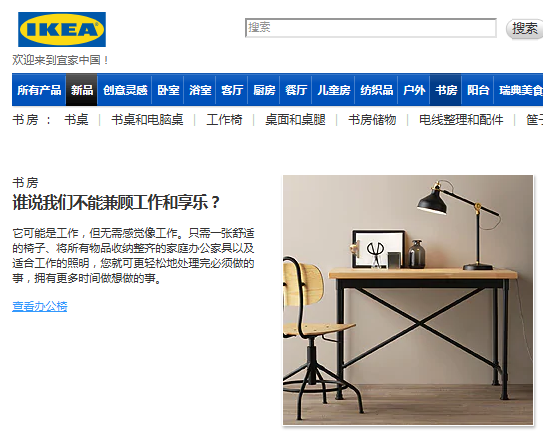 IKEA
搜索 搜索
欢迎来到宜家中国！
所有产品 新品 创意灵感 卧室 浴室 客厅 厨房 餐厅 儿童房 纺织品 户外 书房 阳台 瑞典美食
书房 ： 书桌 | 书桌和电脑桌 | 工作椅 | 桌面和桌腿 | 书房储物 | 电线整理和配件 | 筐子
书房
谁说我们不能兼顾工作和享乐？
它可能是工作，但无需感觉像工作。只需一张舒适
的椅子、将所有物品收纳整齐的家庭办公家具以及
适合工作的照明，您就可更轻松地处理完必须做的
事，拥有更多时间做想做的事。
查看办公椅